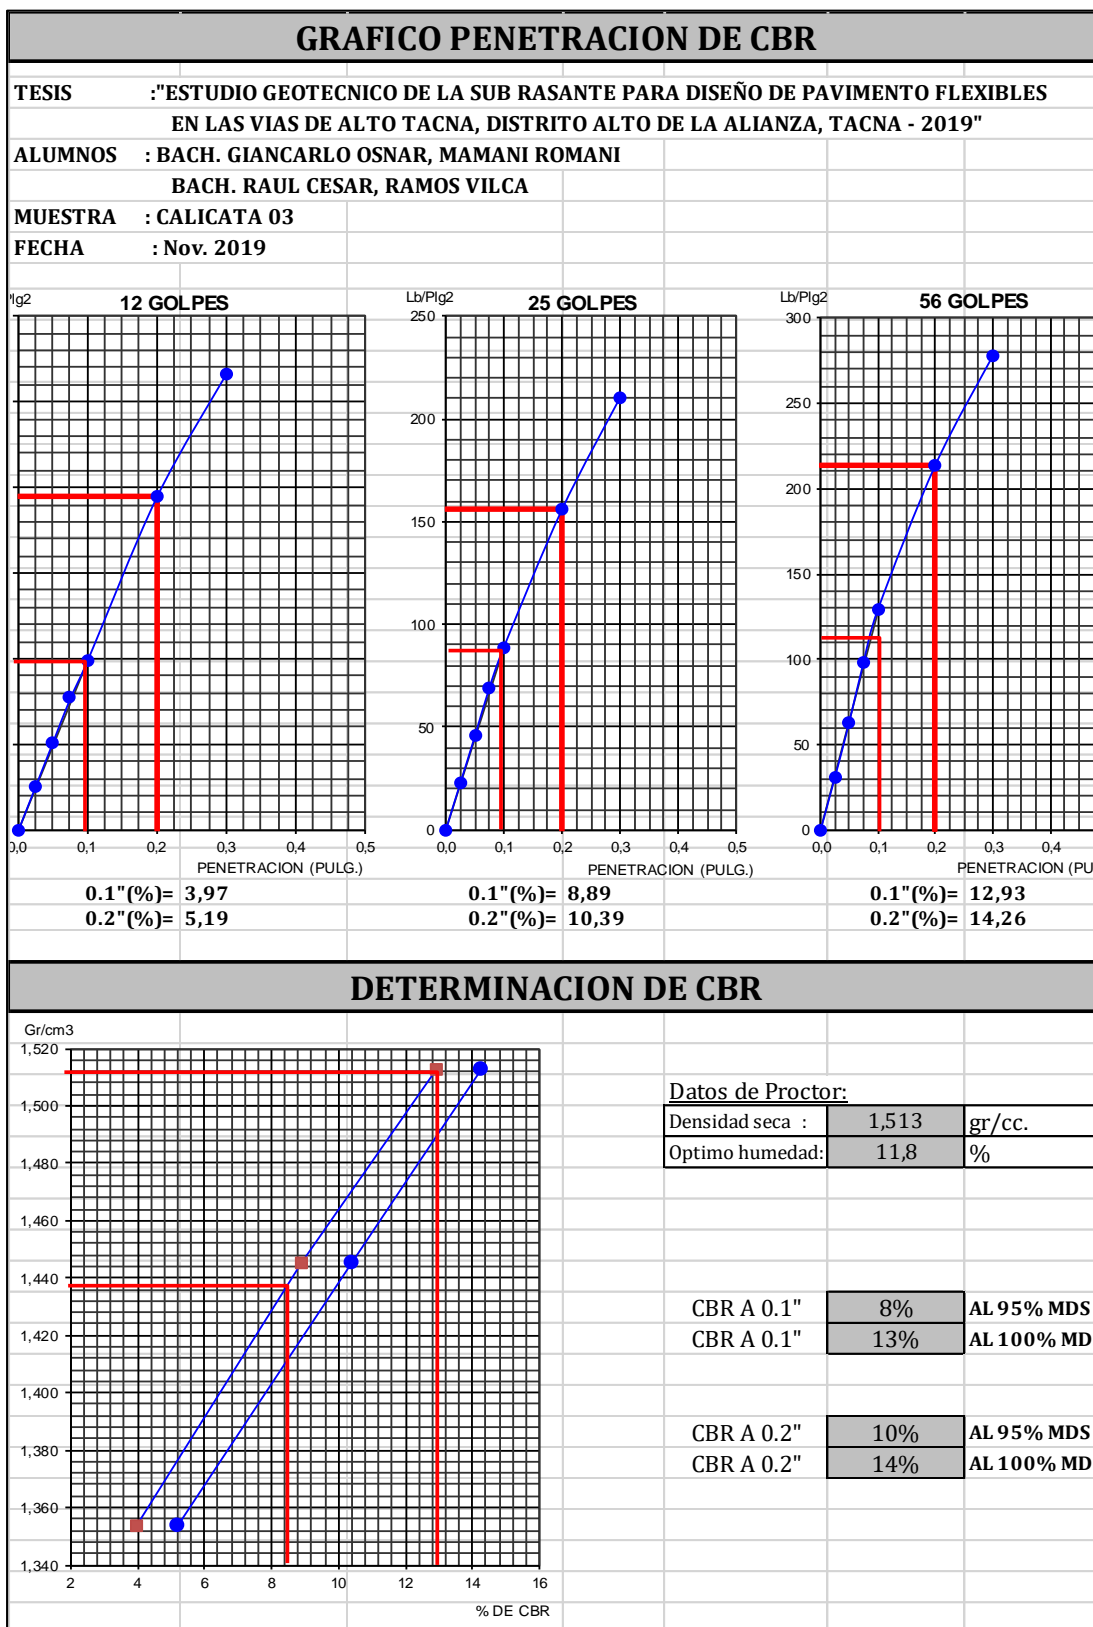 GRAFICO PENETRACION DE CBR
TESIS :"ESTUDIO GEOTECNICO DE LA SUB RASANTE PARA DISEÑO DE PAVIMENTO FLEXIBLES
EN LAS VIAS DE ALTO TACNA, DISTRITO ALTO DE LA ALIANZA, TACNA - 2019"
ALUMNOS : BACH. GIANCARLO OSNAR, MAMANI ROMANI
BACH. RAUL CESAR, RAMOS VILCA
MUESTRA : CALICATA 03
FECHA : Nov. 2019
Plg2 12 GOLPES
0,0 0,1 0,2 0,3 0,4 0,5
PENETRACION (PULG.)
Lb/Plg2 25 GOLPES
250
200
150
100
50
0
0,0 0,1 0,2 0,3 0,4 0,5
PENETRACION (PULG.)
Lb/Plg2 56 GOLPES
300
250
200
150
100
50
0
0,0 0,1 0,2 0,3 0,4
PENETRACION (PU
0.1"(%)= 3,97 0.1"(%)= 8,89 0.1"(%)= 12,93
0.2"(%)= 5,19 0.2"(%)= 10,39 0.2"(%)= 14,26
DETERMINACION DE CBR
Gr/cm3
1,520
1,500
1,480
1,460
1,440
1,420
1,400
1,380
1,360
1,340
2 4 6 8 10 12 14 16
% DE CBR
Datos de Proctor:
Densidad seca : 1,513 gr/cc.
Optimo humedad: 11,8 %
CBR A 0.1" 8% AL 95% MDS
CBR A 0.1" 13% AL 100% MD
CBR A 0.2" 10% AL 95% MDS
CBR A 0.2" 14% AL 100% MD